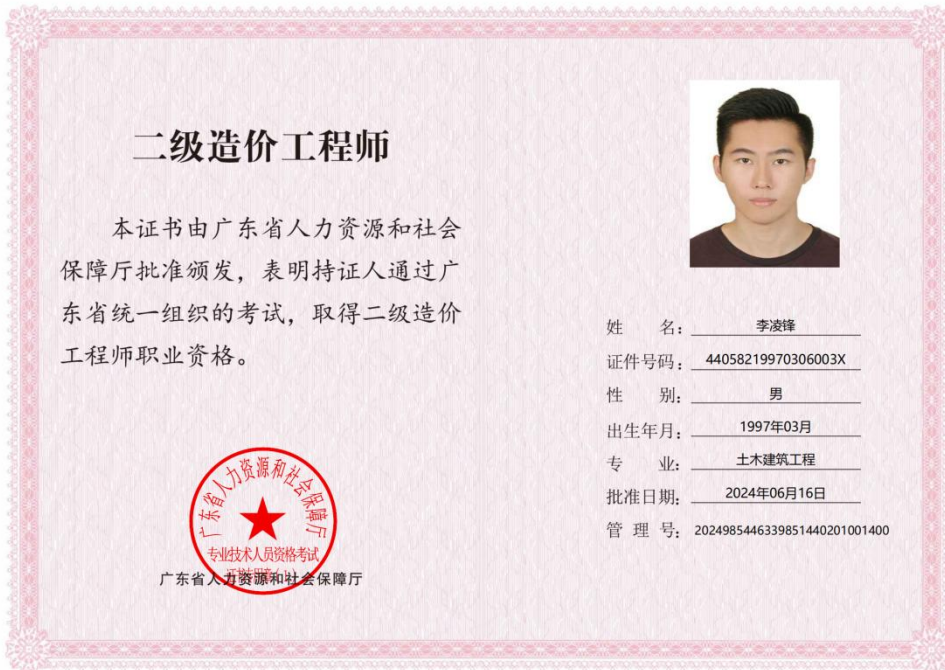 二级造价工程师
本证书由广东省人力资源和社会
保障厅批准颁发，表明持证人通过广
东省统一组织的考试，取得二级造价
工程师职业资格。
广东省人力资源和社会保障厅
专业技术人员资格考试
广东省人力资源和社会保障厅
姓 名：李凌锋
证件号码：44058219970306003X
性 别：男
出生年月：1997年03月
专 业：土木建筑工程
批准日期：2024年06月16日
管 理 号：20249854463398514402010014​00